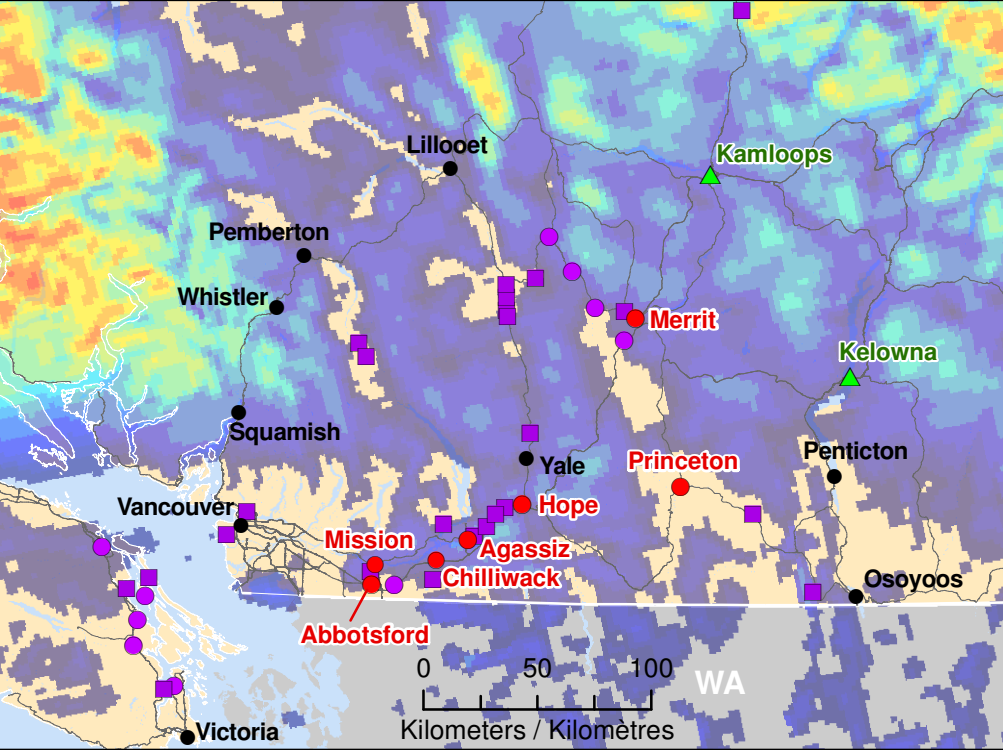 Lillooet
Kamloops
Pemberton
Whistler
Merrit
Kelowna
Squamish
Yale
Princeton
Penticton
Vancouver
Hope
Mission
Agassiz
Chilliwack
Osoyoos
Abbotsford
0 50 100
WA
Kilometers / Kilomètres
Victoria